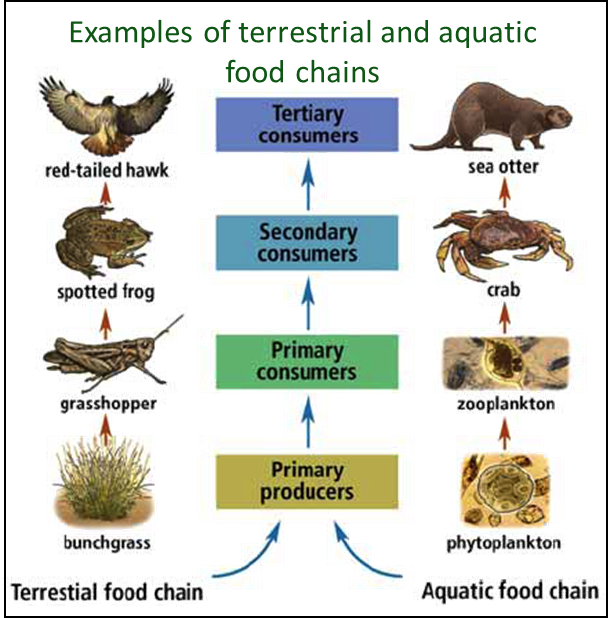 Examples of terrestrial and aquatic
food chains
Tertiary
consumers
red-tailed hawk
sea otter
Secondary
consumers
spotted frog
crab
Primary
consumers
grasshopper
zooplankton
Primary
producers
bunchgrass
phytoplankton
Terrestial food chain
Aquatic food chain